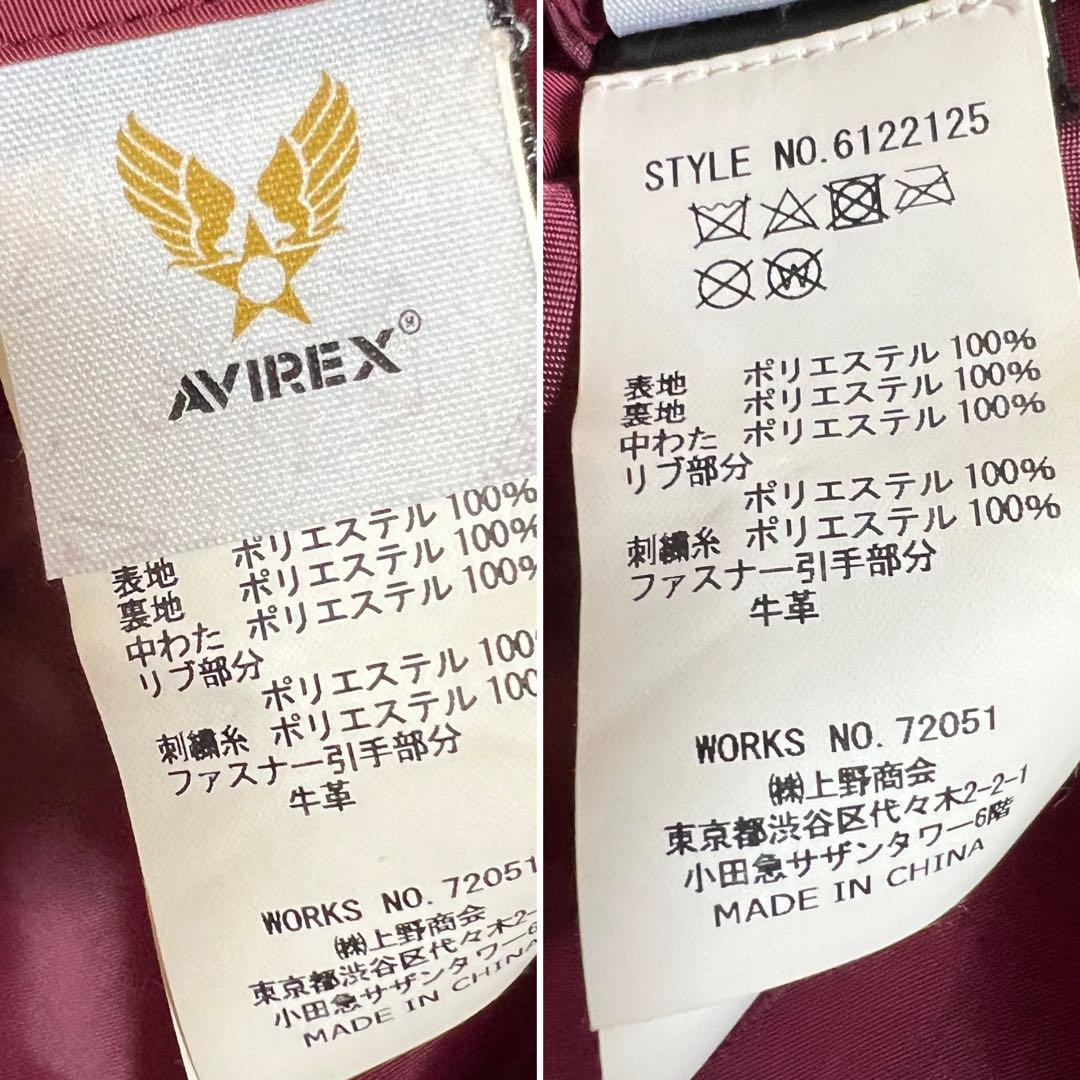 AVIREX®
ポリエステル 100%
表地 ポリエステル 100%
裏地 ポリエステル 100%
中わた
リブ部分
ポリエステル 100%
刺繍糸 ポリエステル 100
ファスナー引手部分
牛革
WORKS NO. 72051
㈱上野商会
東京都渋谷区代々木2-
小田急サザンタワー6
MADE IN CHINA
STYLE NO.6122125
W
表地 ポリエステル 100%
裏地 ポリエステル 100%
中わた ポリエステル 100%
リブ部分
ポリエステル 100%
刺繍糸 ポリエステル 100%
ファスナー引手部分
牛革
WORKS NO. 72051
㈱上野商会
東京都渋谷区代々木2-2-1
小田急サザンタワー6階
MADE IN CHINA